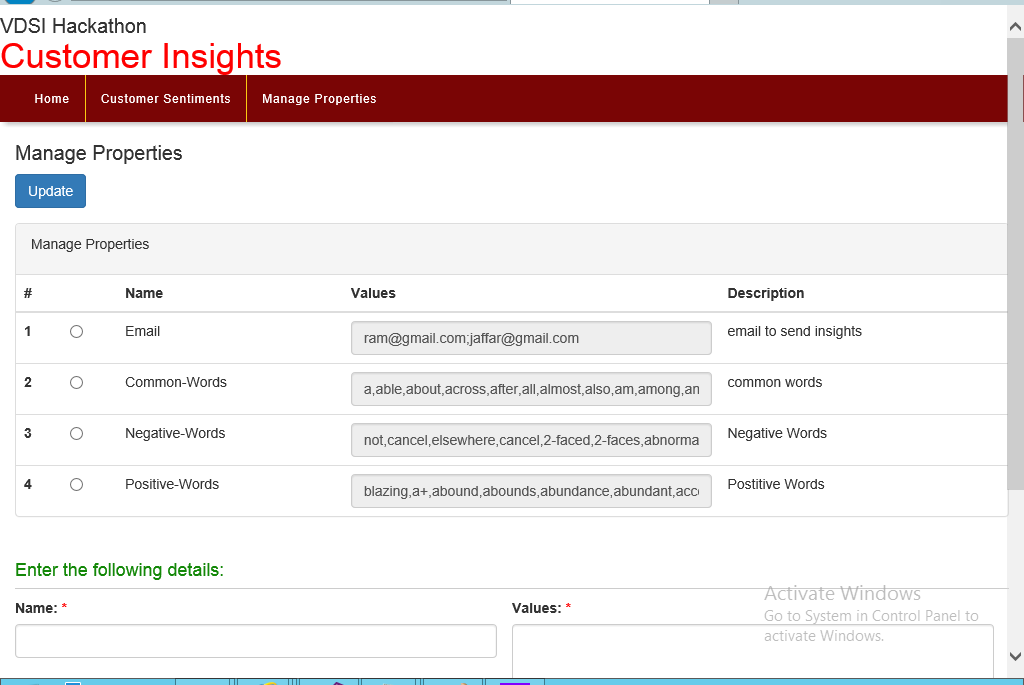 VDSI Hackathon
Customer Insights
Home Customer Sentiments Manage Properties
Manage Properties
Update
Manage Properties
# Name Values Description
1 Email ram@gmail.com;jaffar@gmail.com email to send insights
2 Common-Words a,able,about,across,after,all,almost,also,am,among,an common words
3 Negative-Words not,cancel,elsewhere,cancel,2-faced,2-faces,abnorma Negative Words
4 Positive-Words blazing,a+,abound,abounds,abundance,abundant,acc Postitive Words
Enter the following details:
Name: * Values: *
Activate Windows
Go to System in Control Panel to
activate Windows.